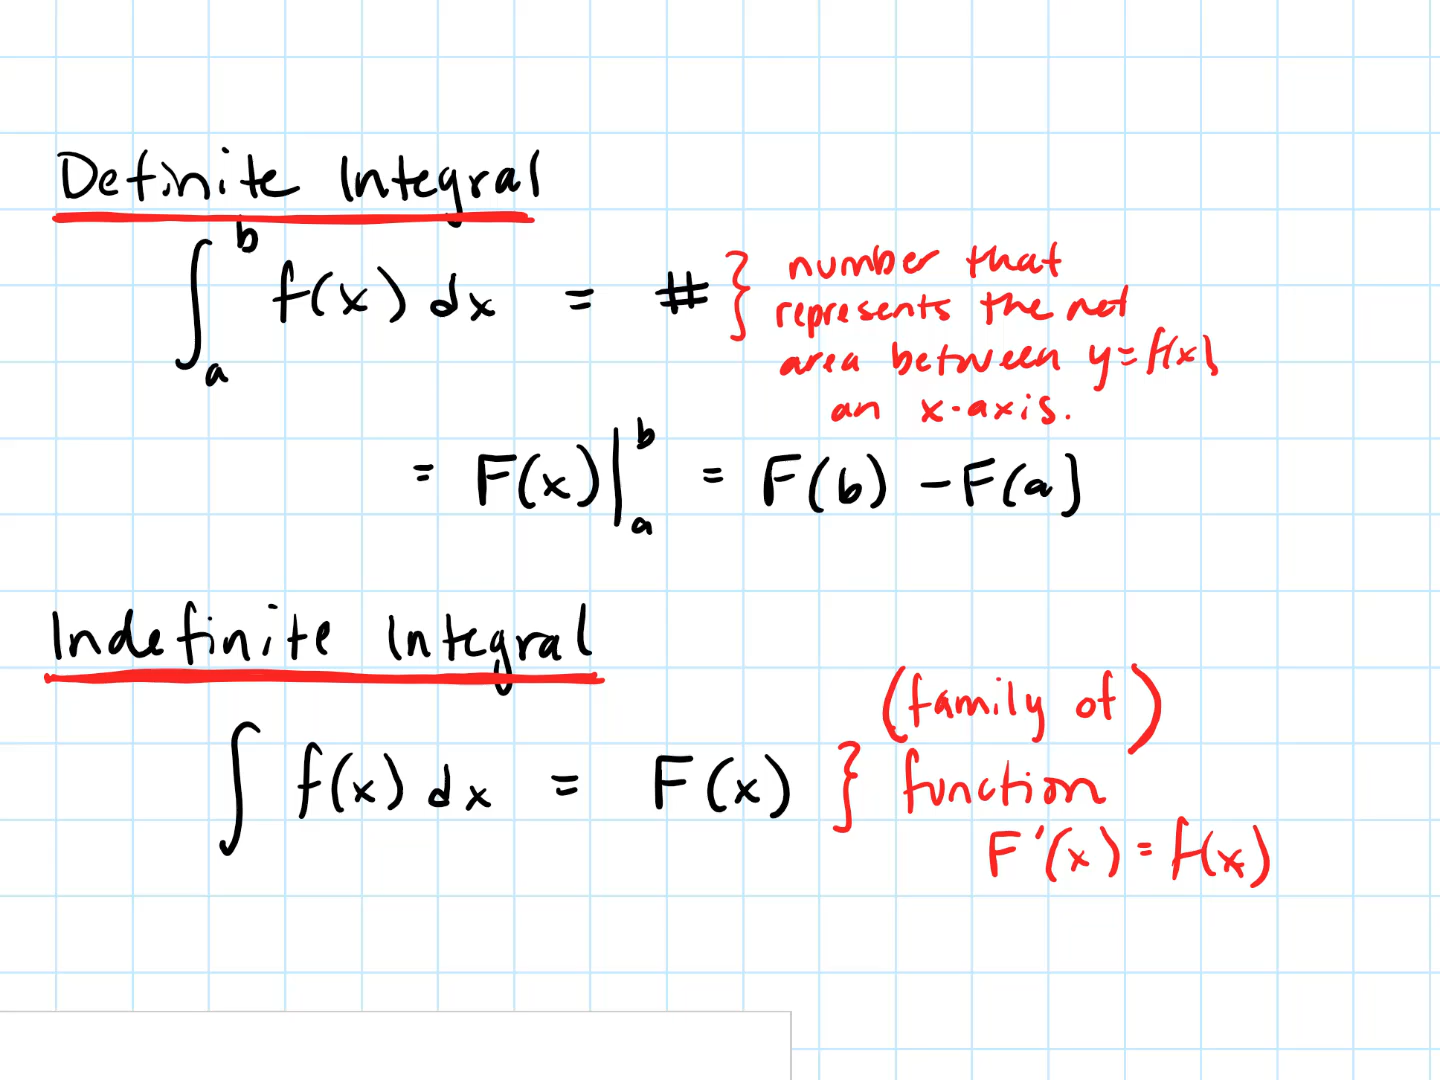 Definite Integral
∫_a^b f(x) dx = # } number that
represents the net
area between y=f(x)
an x-axis.
= F(x)|_a^b = F(b) - F(a)
Indefinite Integral
(family of)
∫ f(x) dx = F(x) } function
F'(x) = f(x)